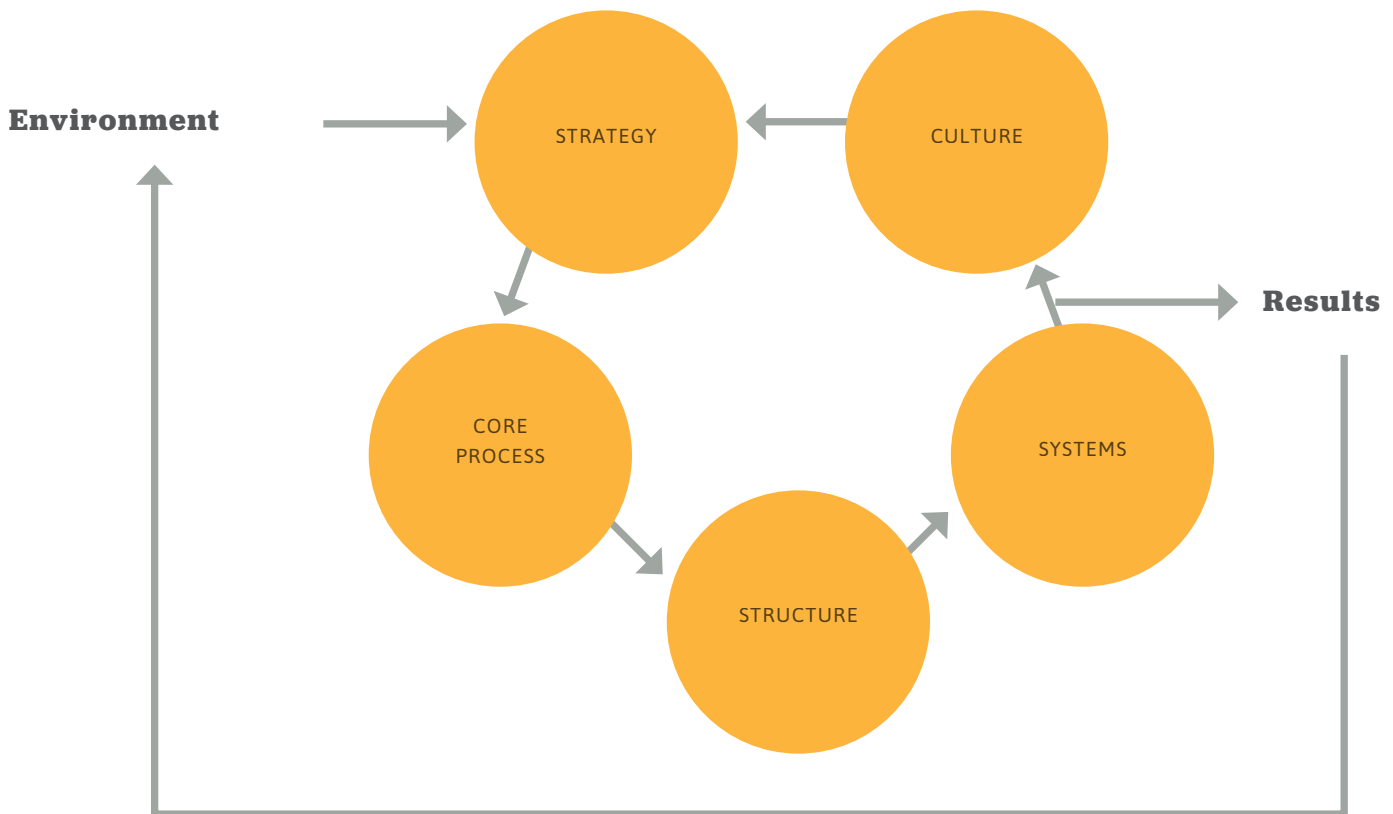 Environment
STRATEGY
CULTURE
Results
CORE
PROCESS
SYSTEMS
STRUCTURE